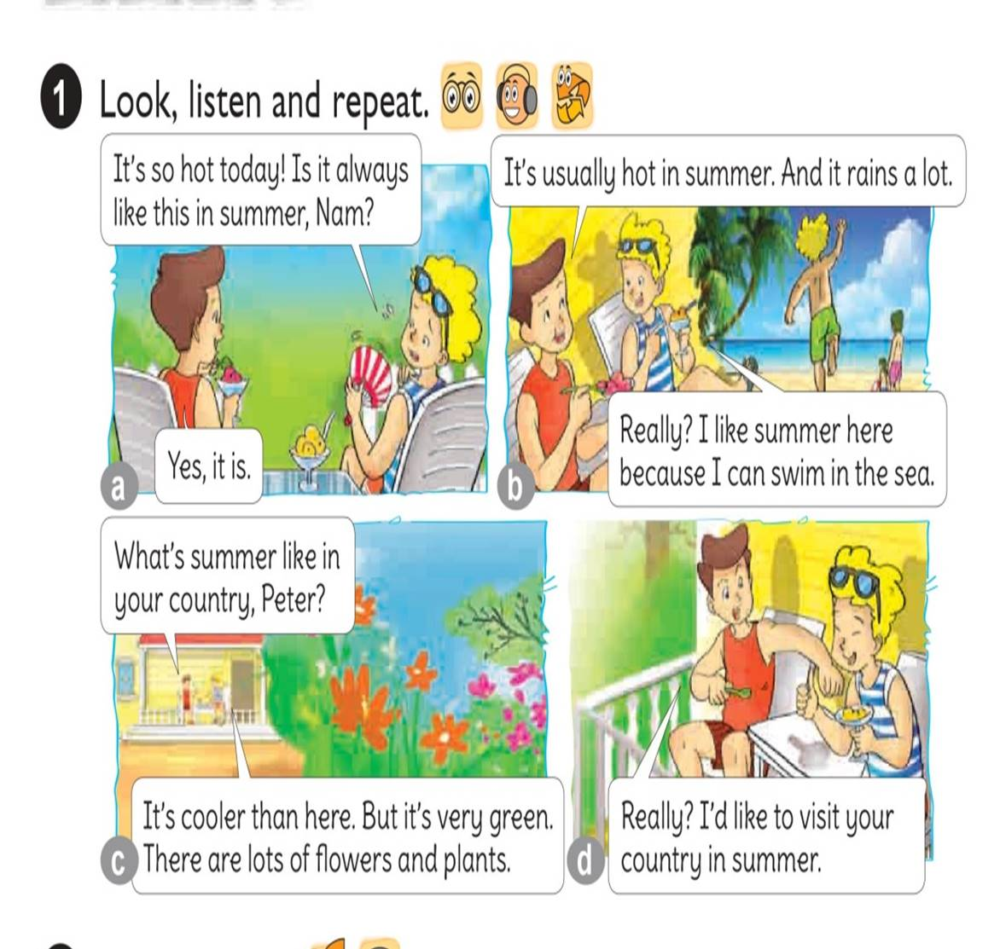 1 Look, listen and repeat.
It's so hot today! Is it always
like this in summer, Nam?
Yes, it is.
a
It's usually hot in summer. And it rains a lot.
Really? I like summer here
because I can swim in the sea.
b
What's summer like in
your country, Peter?
It's cooler than here. But it's very green.
There are lots of flowers and plants.
c
Really? I'd like to visit your
country in summer.
d